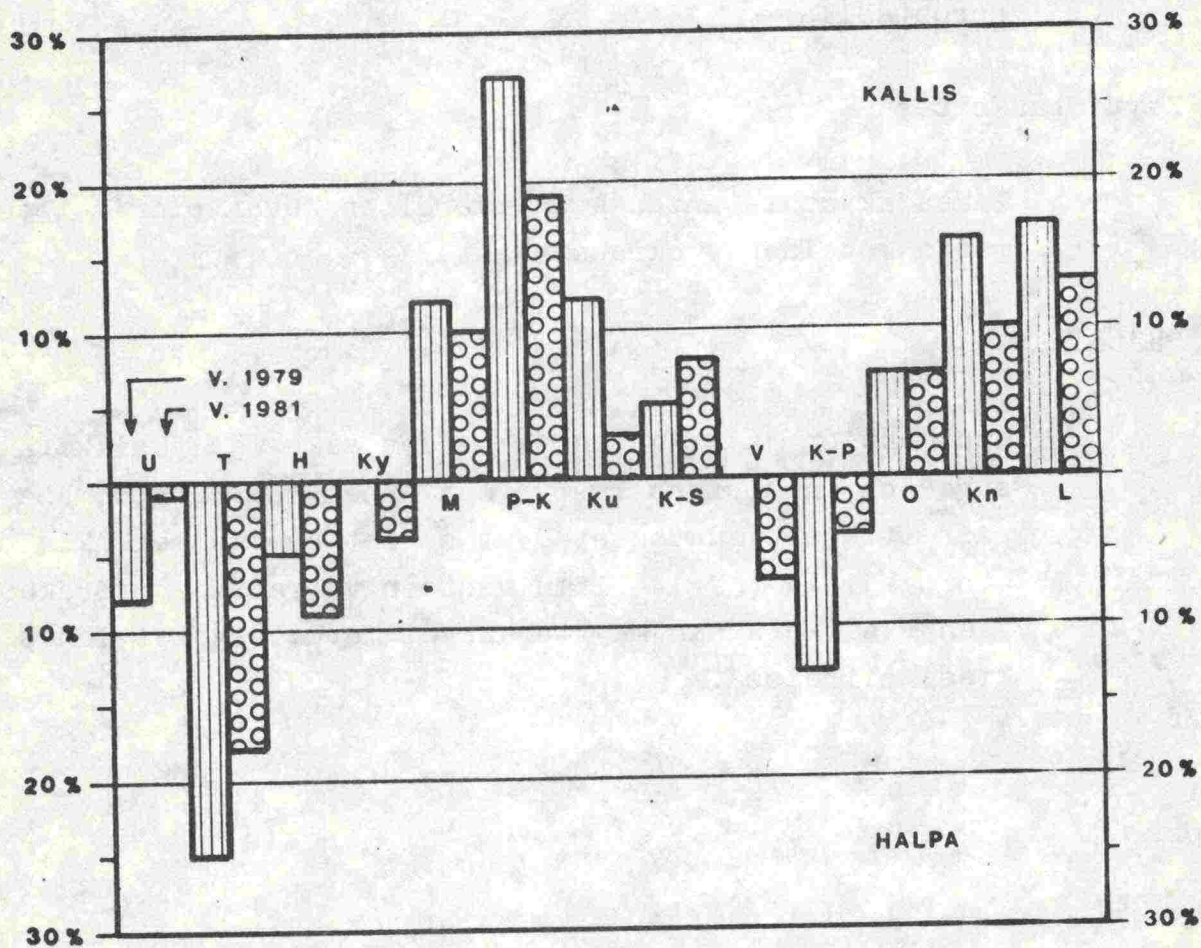 30% 30%
KALLIS
20% 20%
10% 10%
V. 1979
V. 1981
U T H Ky V K-P
M P-K Ku K-S O Kn L
10% 10%
20% 20%
HALPA
30% 30%